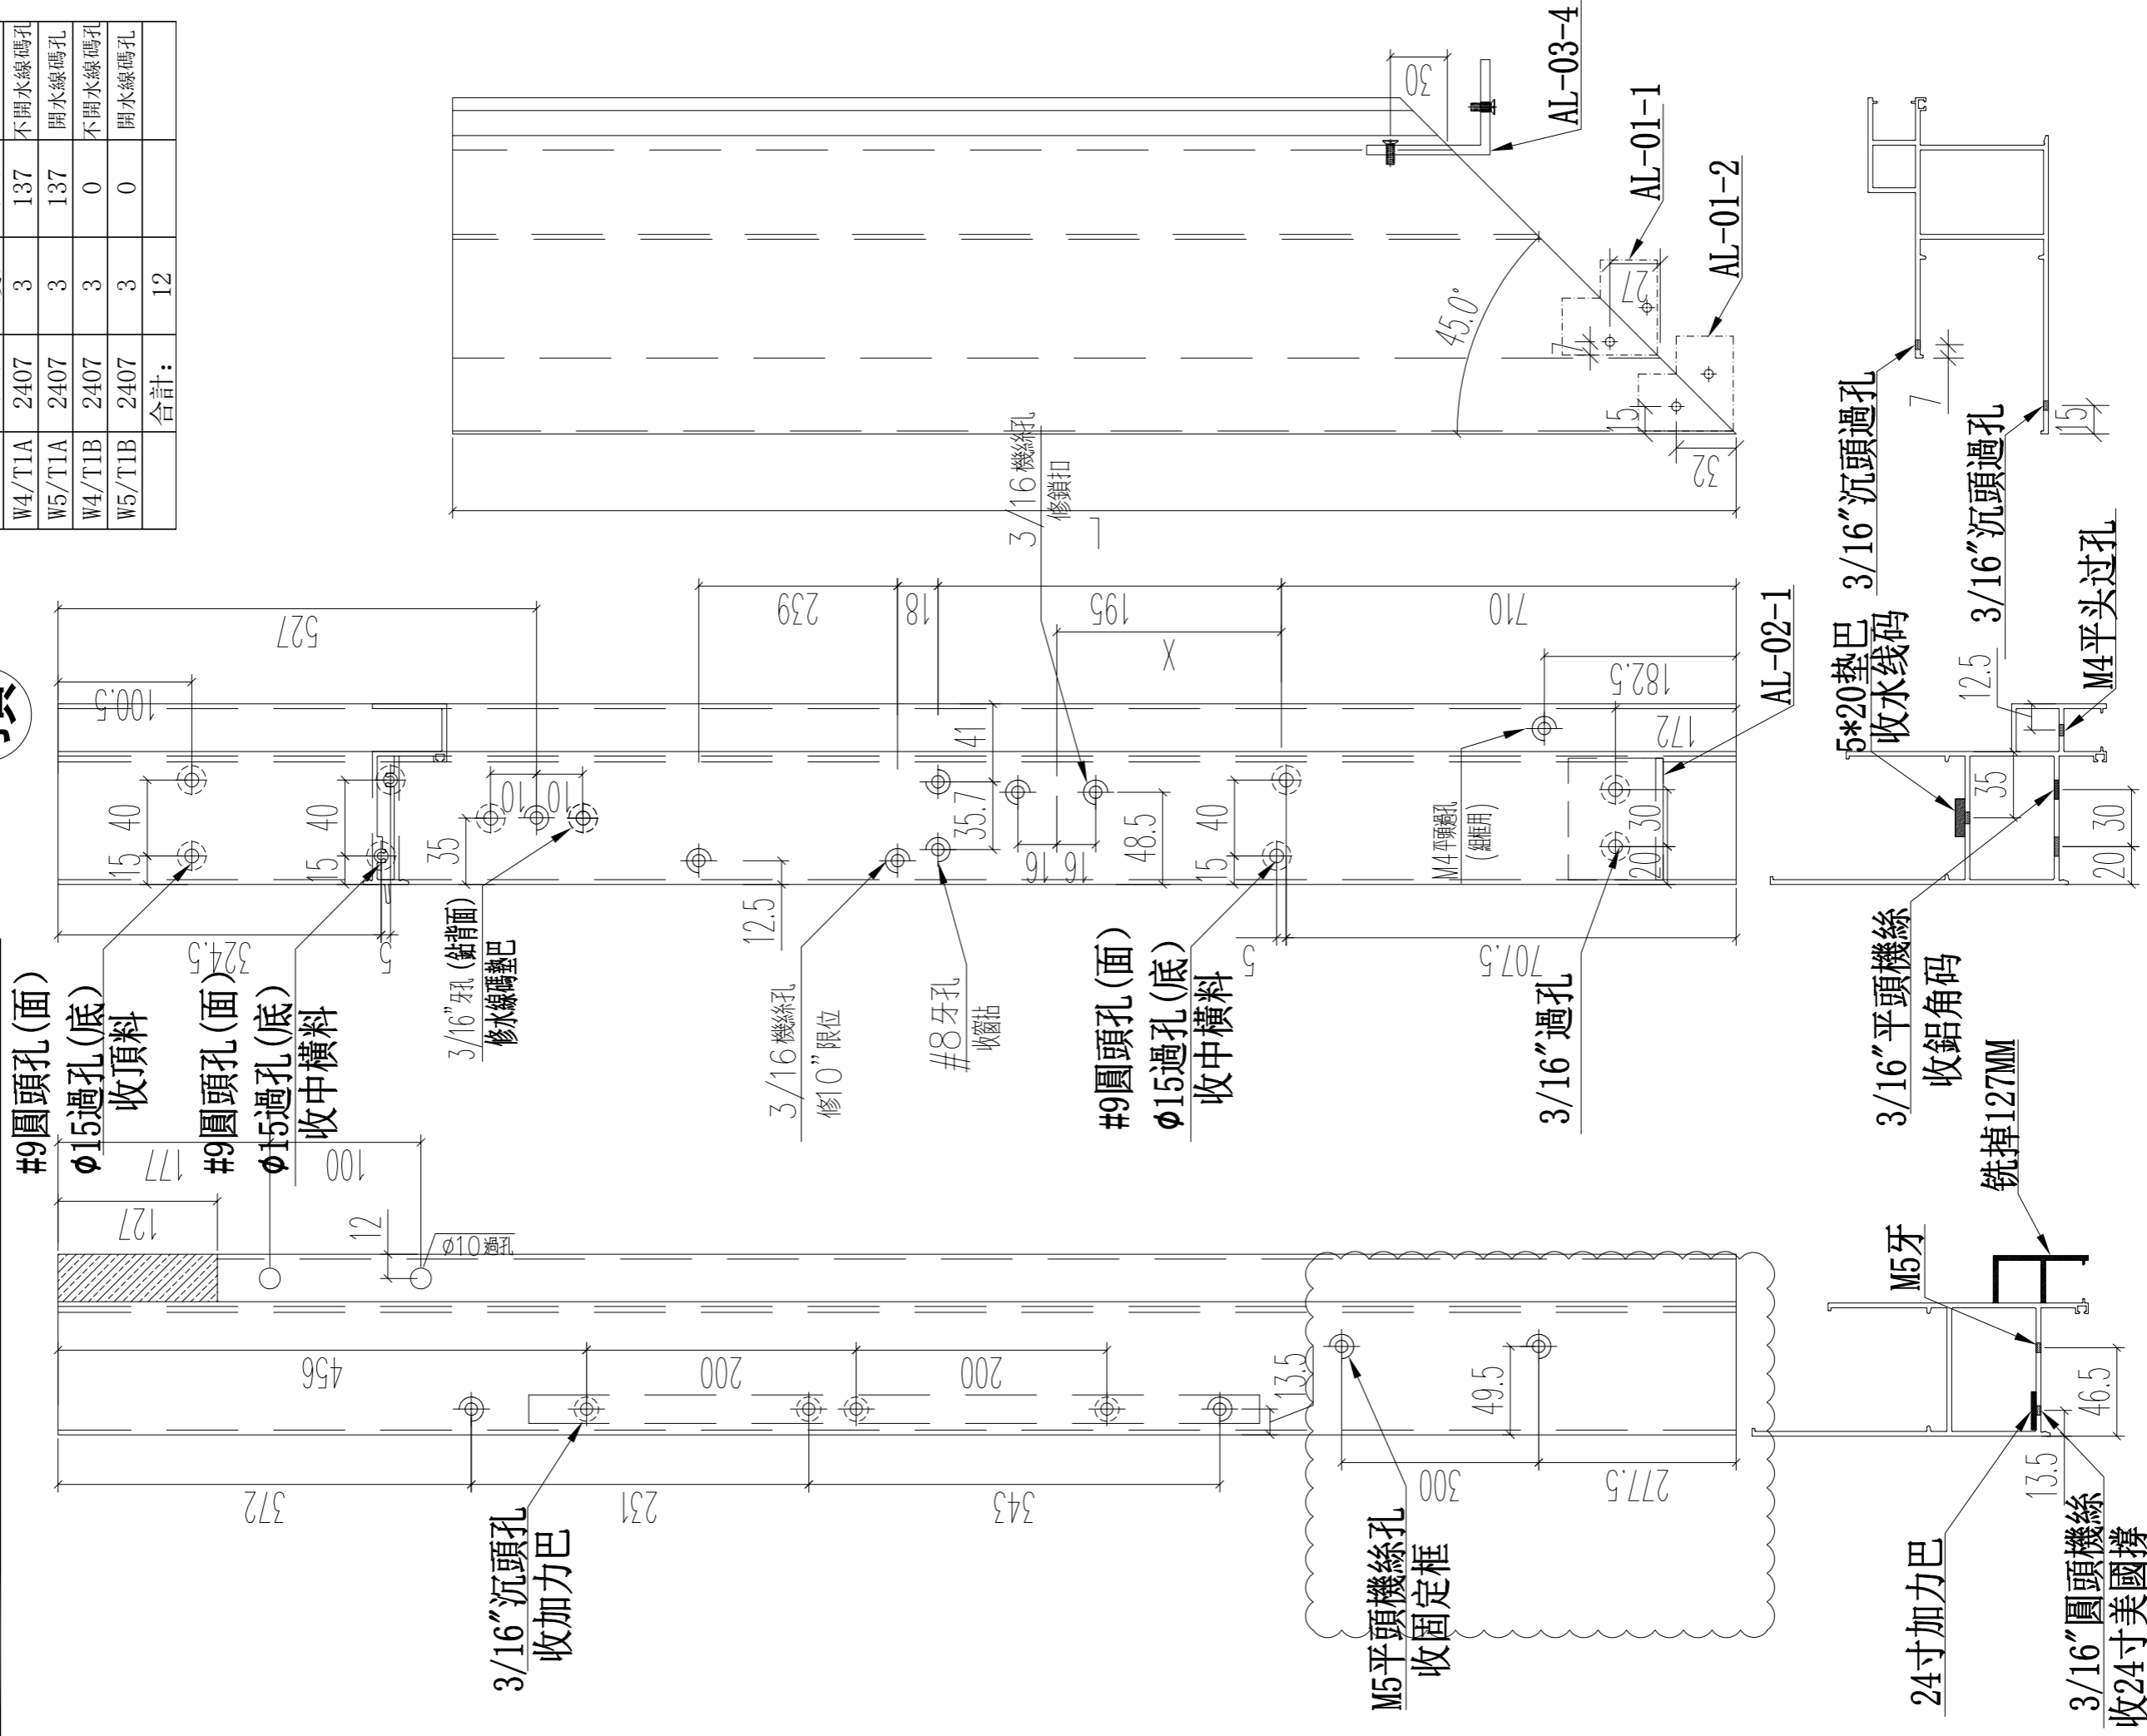 W4/T1A 2407 3 137 不開水線碼孔
W5/T1A 2407 3 137 開水線碼孔
W4/T1B 2407 3 0 不開水線碼孔
W5/T1B 2407 3 0 開水線碼孔
合計: 12
#9圓頭孔(面)
ϕ15過孔(底)
收頂料
#9圓頭孔(面)
ϕ15過孔(底)
收中橫料
3/16"牙孔(鉆背面)
修水線碼墊巴
3/16機絲孔
修10"限位
#8牙孔
收窗拈
#9圓頭孔(面)
ϕ15過孔(底)
收中橫料
3/16"過孔
3/16機絲孔
修鎖扣
M4平頭過孔
(組框用)
AL-02-1
100.5
527
239
18
195
X
710
182.5
172
15 40
15 40
35
10 10
12.5
41
35.7
16 16
48.5
15 40
20 30
324.5
5
5
707.5
L
45.0°
30
27
7
15
32
AL-03-4
AL-01-1
AL-01-2
177
127
100
12
ϕ10過孔
456
200
200
13.5
49.5
372
231
343
300
277.5
3/16"沉頭孔
收加力巴
M5平頭機絲孔
收固定框
3/16"沉頭過孔
7
3/16"沉頭過孔
15
5*20墊巴
收水线码
12.5
M4平头过孔
35
20 30
3/16"平頭機絲
收鋁角码
铣掉127MM
M5牙
46.5
13.5
24寸加力巴
3/16"圓頭機絲
收24寸美國撐